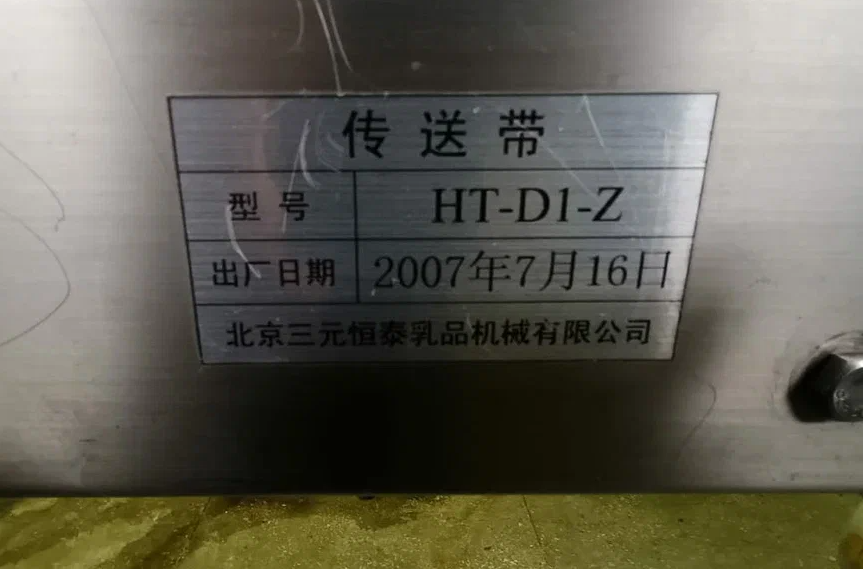 传送带
型号 HT-D1-Z
出厂日期 2007年7月16日
北京三元恒泰乳品机械有限公司